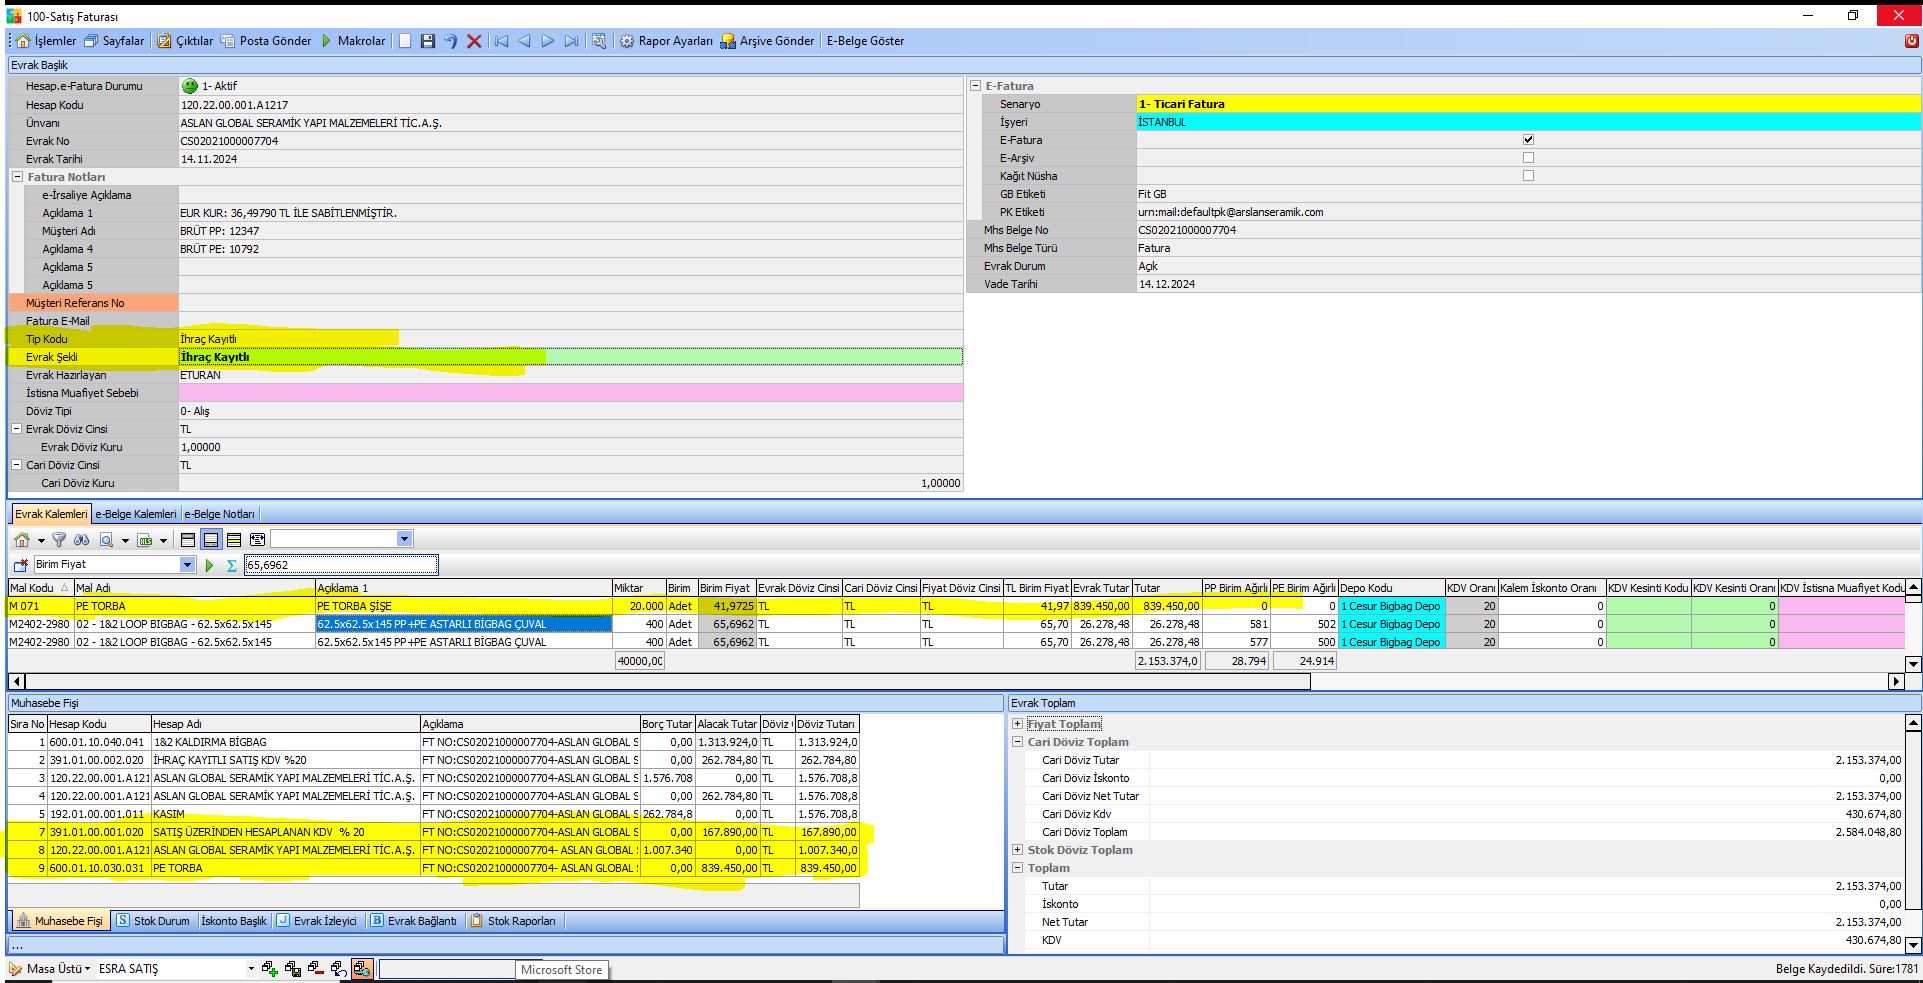 100-Satış Faturası
İşlemler Sayfalar Çıktılar Posta Gönder Makrolar Rapor Ayarları Arşive Gönder E-Belge Göster
Evrak Başlık
Hesap.e-Fatura Durumu 1- Aktif
Hesap Kodu 120.22.00.001.A1217
Ünvanı ASLAN GLOBAL SERAMİK YAPI MALZEMELERİ TİC.A.Ş.
Evrak No CS02021000007704
Evrak Tarihi 14.11.2024
Fatura Notları
e-İrsaliye Açıklama
Açıklama 1 EUR KUR: 36,49790 TL İLE SABİTLENMİŞTİR.
Müşteri Adı BRÜT PP: 12347
Açıklama 4 BRÜT PE: 10792
Açıklama 5
Açıklama 5
Müşteri Referans No
Fatura E-Mail
Tip Kodu İhraç Kayıtlı
Evrak Şekli İhraç Kayıtlı
Evrak Hazırlayan ETURAN
İstisna Muafiyet Sebebi
Döviz Tipi 0- Alış
Evrak Döviz Cinsi TL
Evrak Döviz Kuru 1,00000
Cari Döviz Cinsi TL
Cari Döviz Kuru 1,00000
E-Fatura
Senaryo 1- Ticari Fatura
İşyeri İSTANBUL
E-Fatura
E-Arşiv
Kağıt Nüsha
GB Etiketi Fit GB
PK Etiketi urn:mail:defaultpk@arslanseramik.com
Mhs Belge No CS02021000007704
Mhs Belge Türü Fatura
Evrak Durum Açık
Vade Tarihi 14.12.2024
Evrak Kalemleri e-Belge Kalemleri e-Belge Notları
Birim Fiyat Σ 65,6962
Mal Kodu Mal Adı Açıklama 1 Miktar Birim Birim Fiyat Evrak Döviz Cinsi Cari Döviz Cinsi Fiyat Döviz Cinsi TL Birim Fiyat Evrak Tutar Tutar PP Birim Ağırlı PE Birim Ağırlı Depo Kodu KDV Oranı Kalem İskonto Oranı KDV Kesinti Kodu KDV Kesinti Oranı KDV İstisna Muafiyet Kodu
M 071 PE TORBA PE TORBA ŞİŞE 20.000 Adet 41,9725 TL TL TL 41,97 839.450,00 839.450,00 0 0 1 Cesur Bigbag Depo 20 0 0
M2402-2980 02 - 1&2 LOOP BIGBAG - 62.5x62.5x145 62.5x62.5x145 PP+PE ASTARLI BİGBAG ÇUVAL 400 Adet 65,6962 TL TL TL 65,70 26.278,48 26.278,48 581 502 1 Cesur Bigbag Depo 20 0 0
M2402-2980 02 - 1&2 LOOP BIGBAG - 62.5x62.5x145 62.5x62.5x145 PP+PE ASTARLI BİGBAG ÇUVAL 400 Adet 65,6962 TL TL TL 65,70 26.278,48 26.278,48 577 500 1 Cesur Bigbag Depo 20 0 0
40000,00 2.153.374,0 28.794 24.914
Muhasebe Fişi
Sıra No Hesap Kodu Hesap Adı Açıklama Borç Tutar Alacak Tutar Döviz Döviz Tutarı
1 600.01.10.040.041 1&2 KALDIRMA BİGBAG FT NO:CS02021000007704-ASLAN GLOBAL S 0,00 1.313.924,0 TL 1.313.924,0
2 391.01.00.002.020 İHRAÇ KAYITLI SATIŞ KDV %20 FT NO:CS02021000007704-ASLAN GLOBAL S 0,00 262.784,80 TL 262.784,80
3 120.22.00.001.A121 ASLAN GLOBAL SERAMİK YAPI MALZEMELERİ TİC.A.Ş. FT NO:CS02021000007704-ASLAN GLOBAL S 1.576.708 0,00 TL 1.576.708,8
4 120.22.00.001.A121 ASLAN GLOBAL SERAMİK YAPI MALZEMELERİ TİC.A.Ş. FT NO:CS02021000007704-ASLAN GLOBAL S 0,00 262.784,80 TL 1.576.708,8
5 192.01.00.001.011 KASIM FT NO:CS02021000007704-ASLAN GLOBAL S 262.784,8 0,00 TL 1.576.708,8
7 391.01.00.001.020 SATIŞ ÜZERİNDEN HESAPLANAN KDV % 20 FT NO:CS02021000007704- ASLAN GLOBAL 0,00 167.890,00 TL 167.890,00
8 120.22.00.001.A121 ASLAN GLOBAL SERAMİK YAPI MALZEMELERİ TİC.A.Ş. FT NO:CS02021000007704- ASLAN GLOBAL 1.007.340 0,00 TL 1.007.340,0
9 600.01.10.030.031 PE TORBA FT NO:CS02021000007704- ASLAN GLOBAL 0,00 839.450,00 TL 839.450,00
Muhasebe Fişi Stok Durum İskonto Başlık Evrak İzleyici Evrak Bağlantı Stok Raporları
...
Evrak Toplam
Fiyat Toplam
Cari Döviz Toplam
Cari Döviz Tutar 2.153.374,00
Cari Döviz İskonto 0,00
Cari Döviz Net Tutar 2.153.374,00
Cari Döviz Kdv 430.674,80
Cari Döviz Toplam 2.584.048,80
Stok Döviz Toplam
Toplam
Tutar 2.153.374,00
İskonto 0,00
Net Tutar 2.153.374,00
KDV 430.674,80
Masa Üstü ESRA SATIŞ Microsoft Store Belge Kaydedildi. Süre:1781